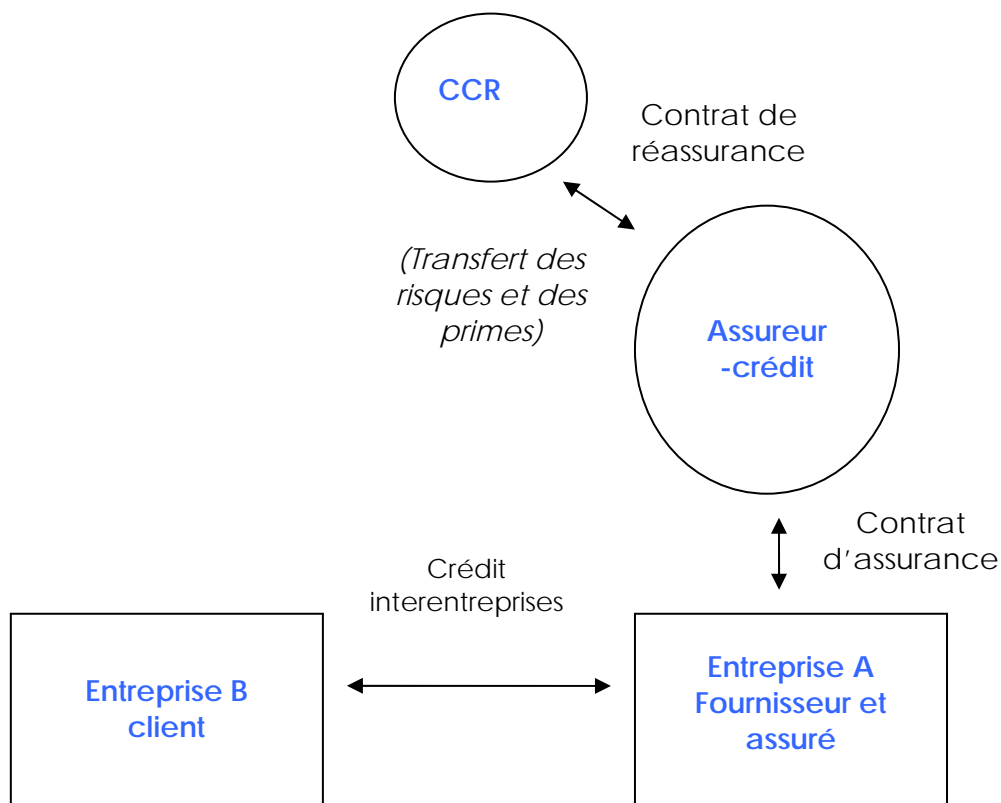 CCR
Contrat de
réassurance
(Transfert des
risques et des
primes)
Assureur
-crédit
Contrat
d’assurance
Crédit
interentreprises
Entreprise B
client
Entreprise A
Fournisseur et
assuré